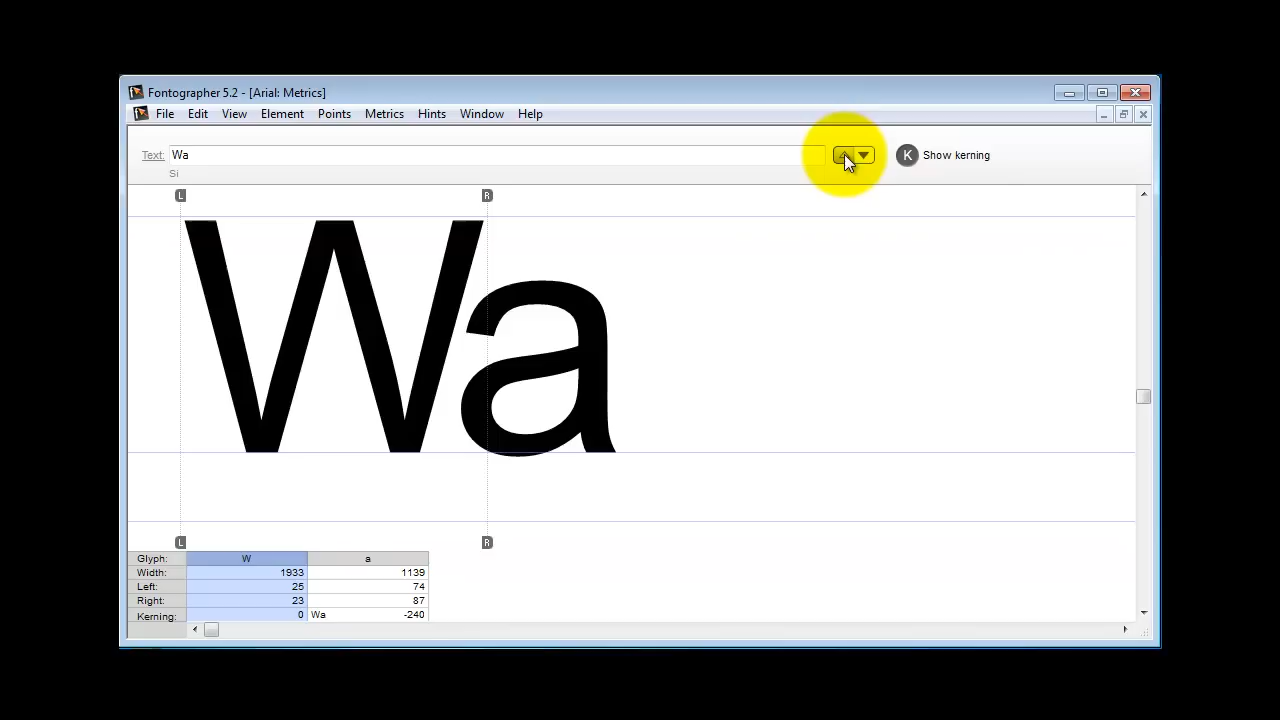 Fontographer 5.2 - [Arial: Metrics]
File Edit View Element Points Metrics Hints Window Help
Text: Wa K Show kerning
Si
L R
Wa
L R
Glyph: W a
Width: 1933 1139
Left: 25 74
Right: 23 87
Kerning: 0 Wa -240